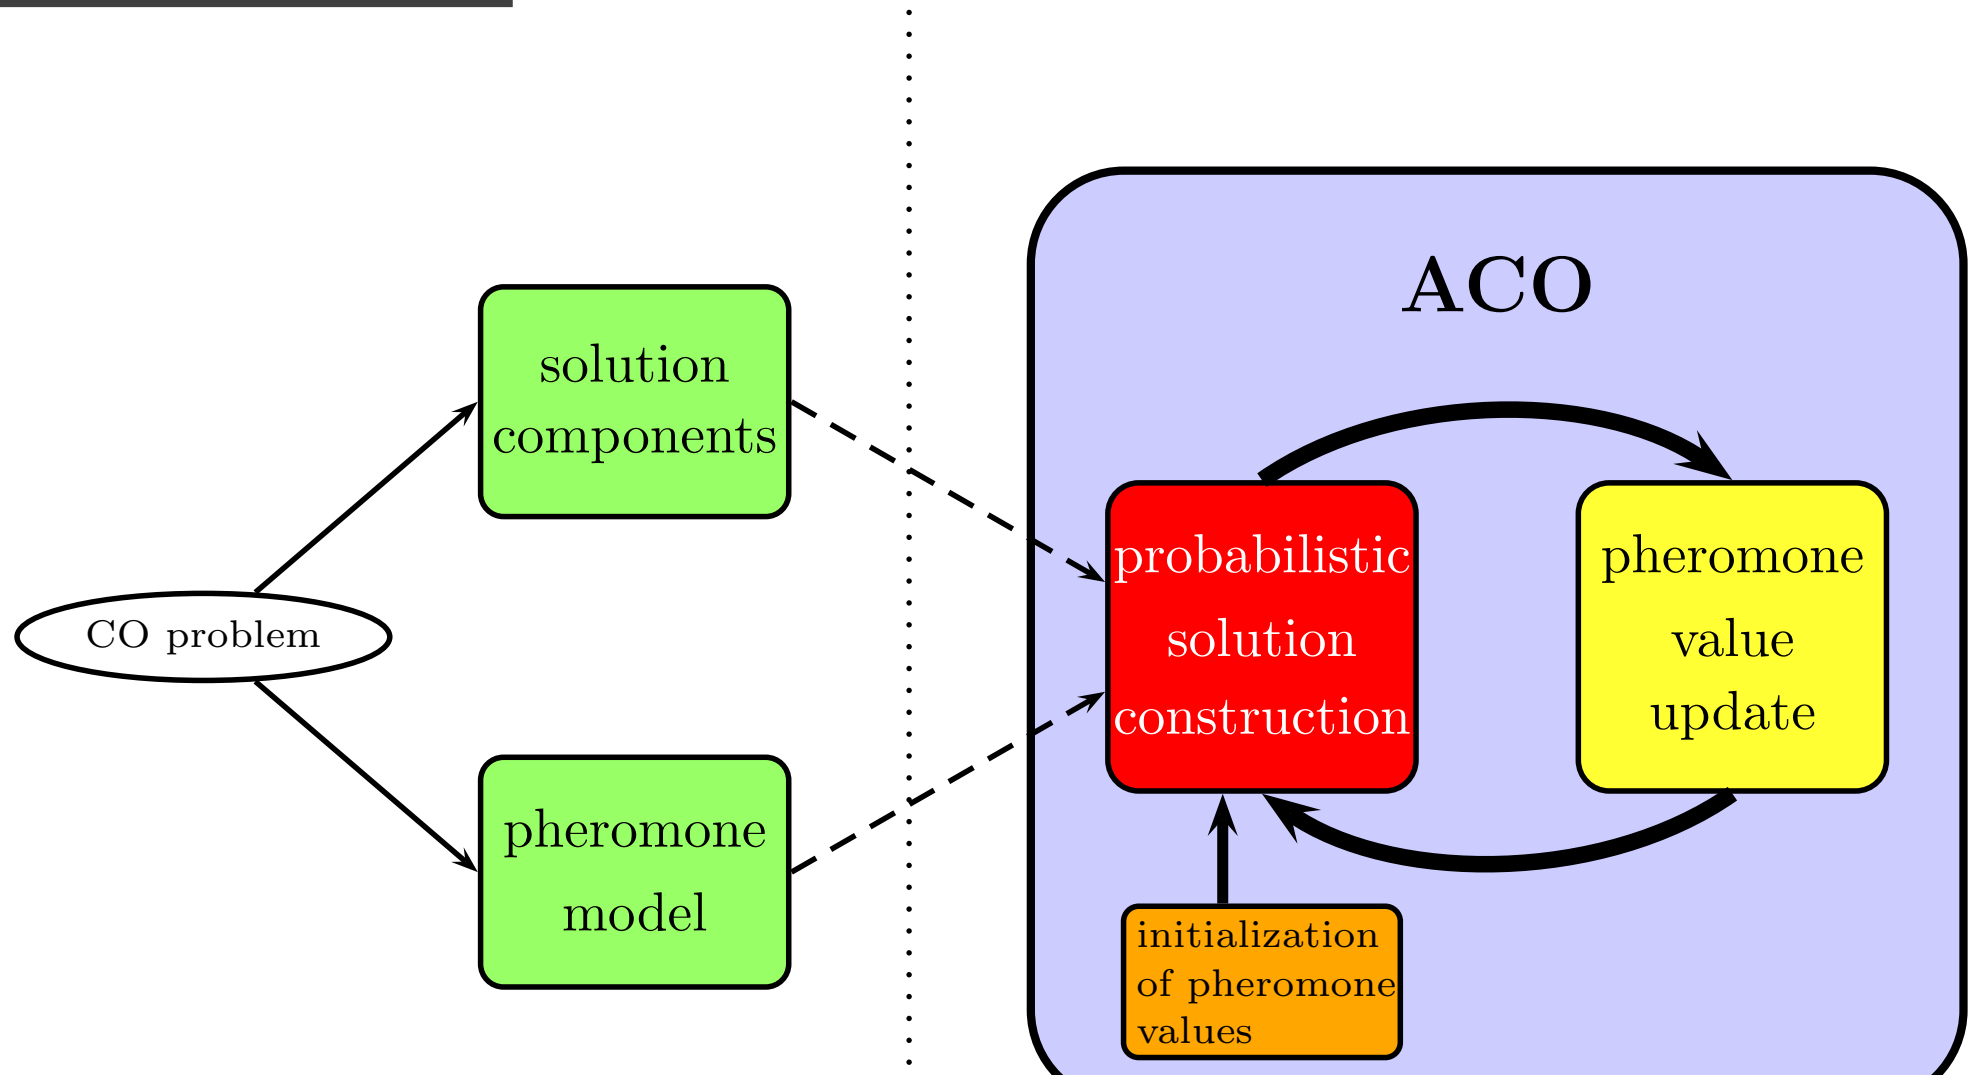 ACO
solution
components
CO problem
pheromone
model
probabilistic
solution
construction
pheromone
value
update
initialization
of pheromone
values